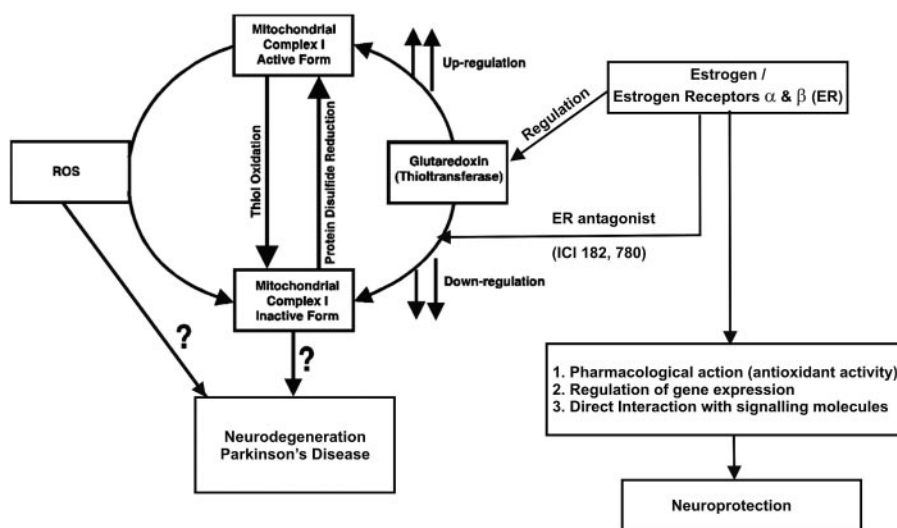 Mitochondrial
Complex I
Active Form
Up-regulation
Estrogen /
Estrogen Receptors α & β (ER)
Regulation
ROS
Thiol Oxidation
Protein Disulfide Reduction
Glutaredoxin
(Thioltransferase)
ER antagonist
(ICI 182, 780)
Mitochondrial
Complex I
Inactive Form
Down-regulation
?
?
1. Pharmacological action (antioxidant activity)
2. Regulation of gene expression
3. Direct Interaction with signalling molecules
Neurodegeneration
Parkinson's Disease
Neuroprotection